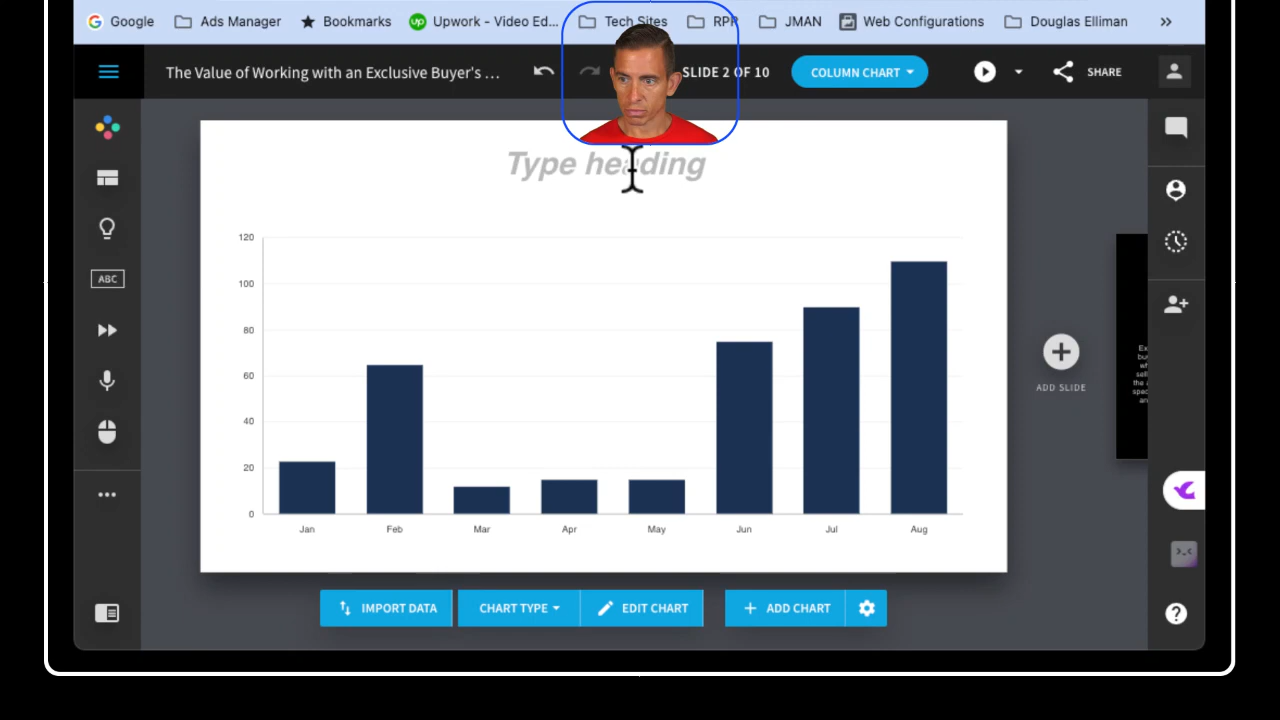 Google Ads Manager Bookmarks Upwork - Video Ed... Tech Sites RPR JMAN Web Configurations Douglas Elliman »
The Value of Working with an Exclusive Buyer's ... SLIDE 2 OF 10 COLUMN CHART SHARE
Type heading
ABC
120
100
80
60
40
20
0
Jan Feb Mar Apr May Jun Jul Aug
ADD SLIDE
IMPORT DATA CHART TYPE EDIT CHART ADD CHART